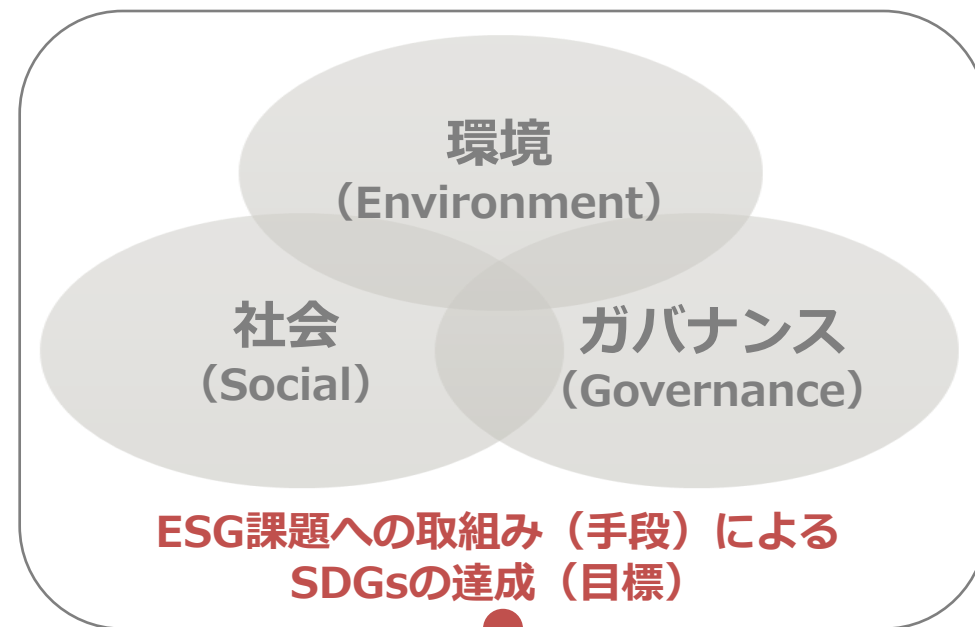 環境
（Environment）
社会
（Social）
ガバナンス
（Governance）
ESG課題への取組み（手段）による
SDGsの達成（目標）